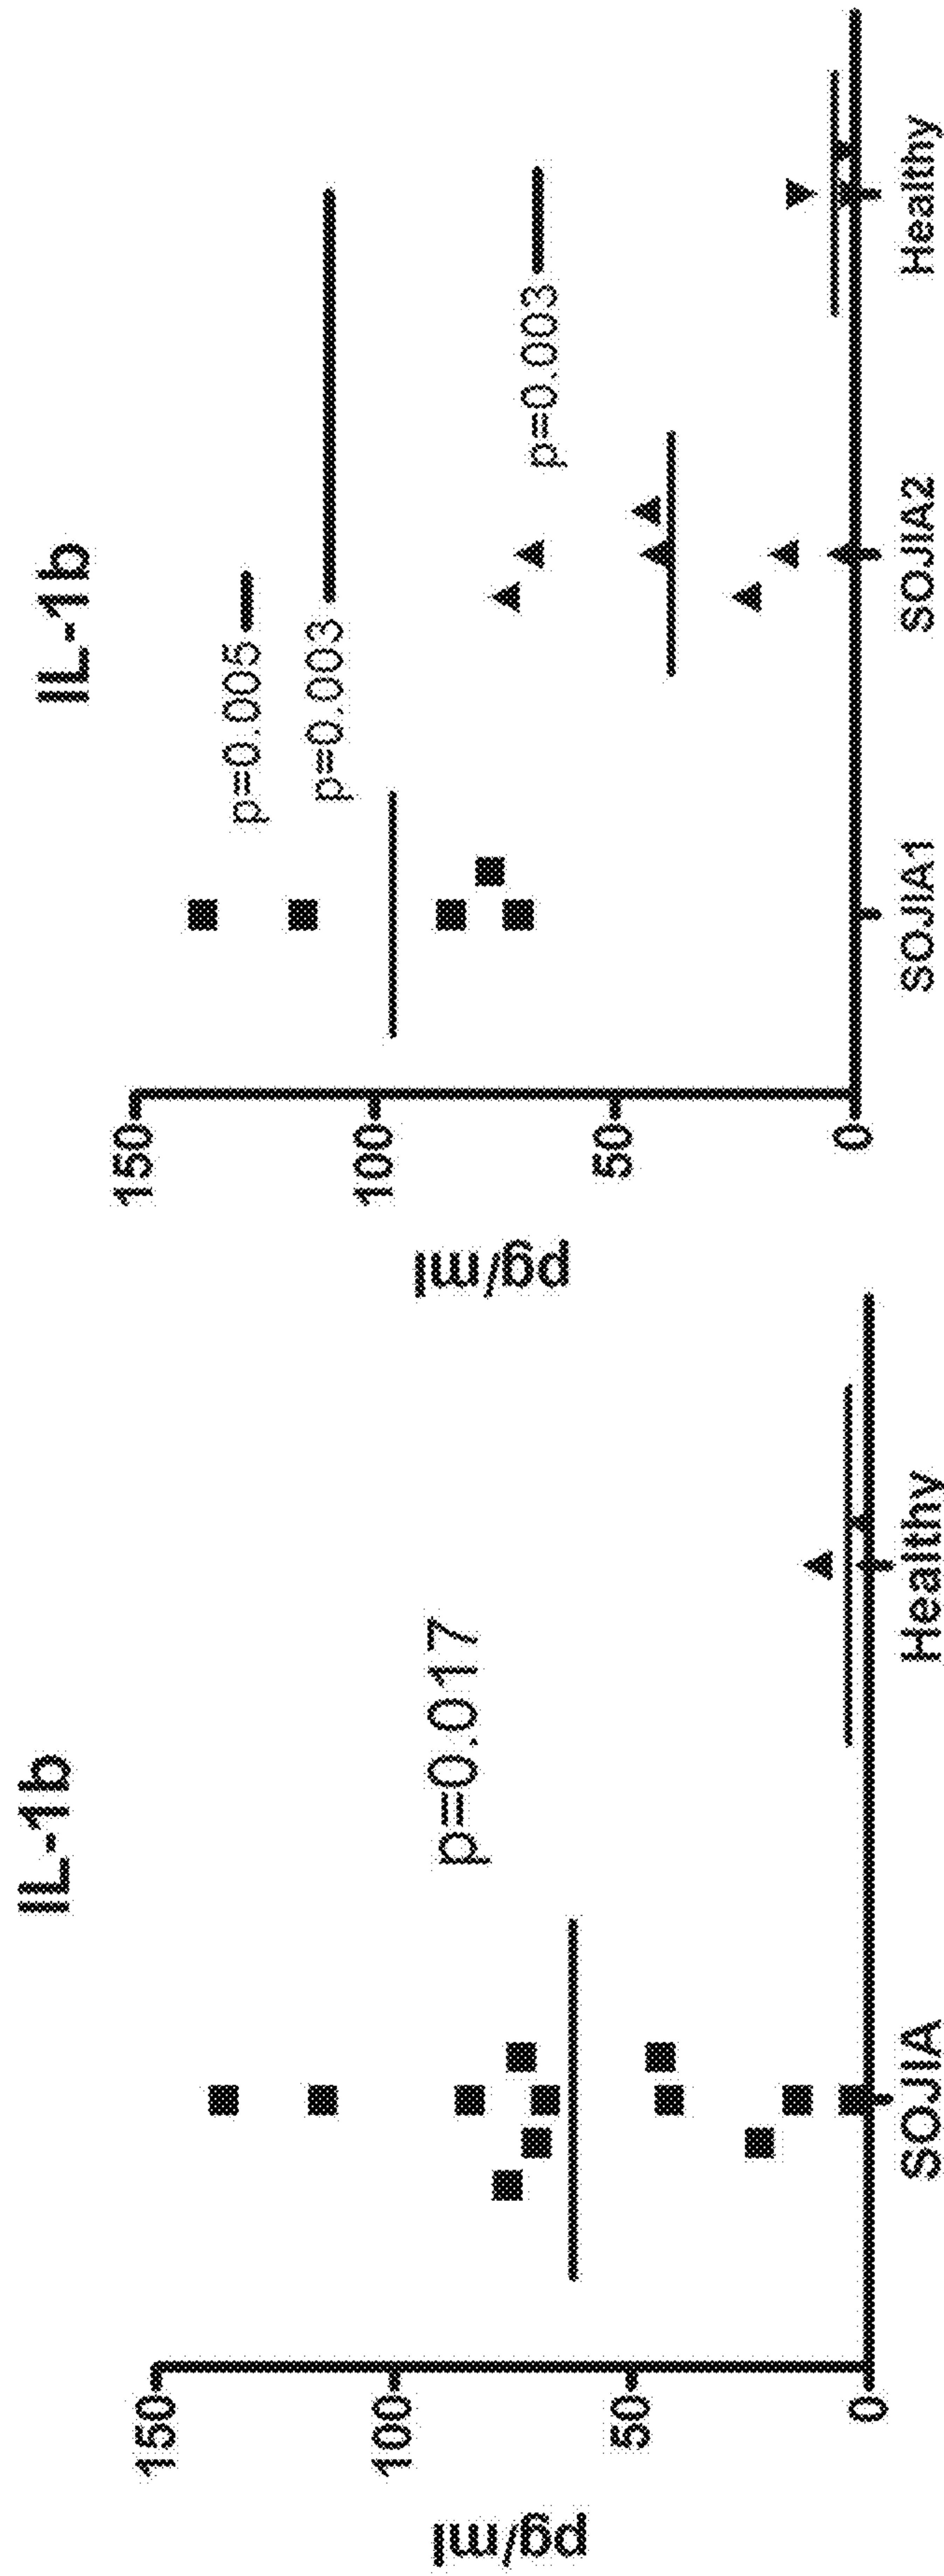 IL-1b
pg/ml
150
100
50
0
p=0.017
SOJIA
Healthy
IL-1b
pg/ml
150
100
50
0
p=0.005
p=0.003
p=0.003
SOJIA1
SOJIA2
Healthy